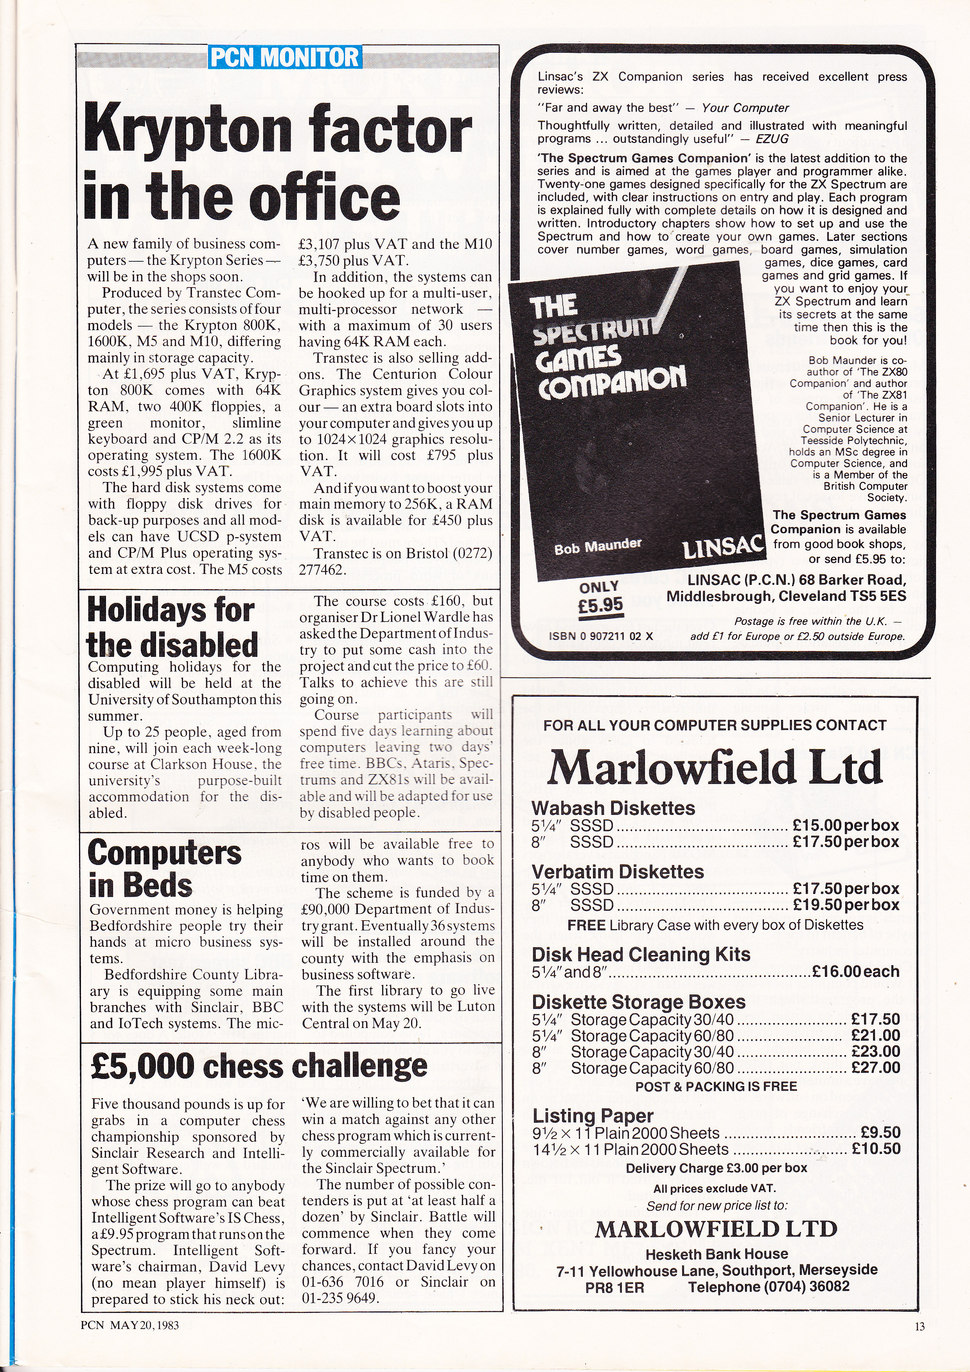 PCN MONITOR
Krypton factor
in the office
A new family of business com-
puters — the Krypton Series —
will be in the shops soon.
Produced by Transtec Com-
puter, the series consists of four
models — the Krypton 800K,
1600K, M5 and M10, differing
mainly in storage capacity.
At £1,695 plus VAT, Kryp-
ton 800K comes with 64K
RAM, two 400K floppies, a
green monitor, slimline
keyboard and CP/M 2.2 as its
operating system. The 1600K
costs £1,995 plus VAT.
The hard disk systems come
with floppy disk drives for
back-up purposes and all mod-
els can have UCSD p-system
and CP/M Plus operating sys-
tem at extra cost. The M5 costs
£3,107 plus VAT and the M10
£3,750 plus VAT.
In addition, the systems can
be hooked up for a multi-user,
multi-processor network —
with a maximum of 30 users
having 64K RAM each.
Transtec is also selling add-
ons. The Centurion Colour
Graphics system gives you col-
our — an extra board slots into
your computer and gives you up
to 1024×1024 graphics resolu-
tion. It will cost £795 plus
VAT.
And if you want to boost your
main memory to 256K, a RAM
disk is available for £450 plus
VAT.
Transtec is on Bristol (0272)
277462.
Holidays for
the disabled
Computing holidays for the
disabled will be held at the
University of Southampton this
summer.
Up to 25 people, aged from
nine, will join each week-long
course at Clarkson House, the
university's purpose-built
accommodation for the dis-
abled.
The course costs £160, but
organiser Dr Lionel Wardle has
asked the Department of Indus-
try to put some cash into the
project and cut the price to £60.
Talks to achieve this are still
going on.
Course participants will
spend five days learning about
computers leaving two days'
free time. BBCs, Ataris, Spec-
trums and ZX81s will be avail-
able and will be adapted for use
by disabled people.
Computers
in Beds
Government money is helping
Bedfordshire people try their
hands at micro business sys-
tems.
Bedfordshire County Libra-
ary is equipping some main
branches with Sinclair, BBC
and IoTech systems. The mic-
ros will be available free to
anybody who wants to book
time on them.
The scheme is funded by a
£90,000 Department of Indus-
try grant. Eventually 36 systems
will be installed around the
county with the emphasis on
business software.
The first library to go live
with the systems will be Luton
Central on May 20.
£5,000 chess challenge
Five thousand pounds is up for
grabs in a computer chess
championship sponsored by
Sinclair Research and Intelli-
gent Software.
The prize will go to anybody
whose chess program can beat
Intelligent Software's IS Chess,
a £9.95 program that runs on the
Spectrum. Intelligent Soft-
ware's chairman, David Levy
(no mean player himself) is
prepared to stick his neck out:
'We are willing to bet that it can
win a match against any other
chess program which is current-
ly commercially available for
the Sinclair Spectrum.'
The number of possible con-
tenders is put at 'at least half a
dozen' by Sinclair. Battle will
commence when they come
forward. If you fancy your
chances, contact David Levy on
01-636 7016 or Sinclair on
01-235 9649.
Linsac's ZX Companion series has received excellent press
reviews:
"Far and away the best" — Your Computer
Thoughtfully written, detailed and illustrated with meaningful
programs ... outstandingly useful" — EZUG
'The Spectrum Games Companion' is the latest addition to the
series and is aimed at the games player and programmer alike.
Twenty-one games designed specifically for the ZX Spectrum are
included, with clear instructions on entry and play. Each program
is explained fully with complete details on how it is designed and
written. Introductory chapters show how to set up and use the
Spectrum and how to create your own games. Later sections
cover number games, word games, board games, simulation
games, dice games, card
games and grid games. If
you want to enjoy your
ZX Spectrum and learn
its secrets at the same
time then this is the
book for you!
Bob Maunder is co-
author of 'The ZX80
Companion' and author
of 'The ZX81
Companion'. He is a
Senior Lecturer in
Computer Science at
Teesside Polytechnic,
holds an MSc degree in
Computer Science, and
is a Member of the
British Computer
Society.
The Spectrum Games
Companion is available
from good book shops,
or send £5.95 to:
THE
SPECTRUM
GAMES
COMPANION
Bob Maunder
LINSAC
LINSAC (P.C.N.) 68 Barker Road,
Middlesbrough, Cleveland TS5 5ES
ONLY
£5.95
Postage is free within the U.K. —
ISBN 0 907211 02 X
add £1 for Europe or £2.50 outside Europe.
FOR ALL YOUR COMPUTER SUPPLIES CONTACT
Marlowfield Ltd
Wabash Diskettes
5¼" SSSD ........................................ £15.00 per box
8" SSSD ........................................ £17.50 per box
Verbatim Diskettes
5¼" SSSD ........................................ £17.50 per box
8" SSSD ........................................ £19.50 per box
FREE Library Case with every box of Diskettes
Disk Head Cleaning Kits
5¼" and 8" .............................................. £16.00 each
Diskette Storage Boxes
5¼" Storage Capacity 30/40 ......................... £17.50
5¼" Storage Capacity 60/80 ........................ £21.00
8" Storage Capacity 30/40 ......................... £23.00
8" Storage Capacity 60/80 ......................... £27.00
POST & PACKING IS FREE
Listing Paper
9½ × 11 Plain 2000 Sheets .............................. £9.50
14½ × 11 Plain 2000 Sheets .......................... £10.50
Delivery Charge £3.00 per box
All prices exclude VAT.
Send for new price list to:
MARLOWFIELD LTD
Hesketh Bank House
7-11 Yellowhouse Lane, Southport, Merseyside
PR8 1ER Telephone (0704) 36082
PCN MAY 20, 1983
13